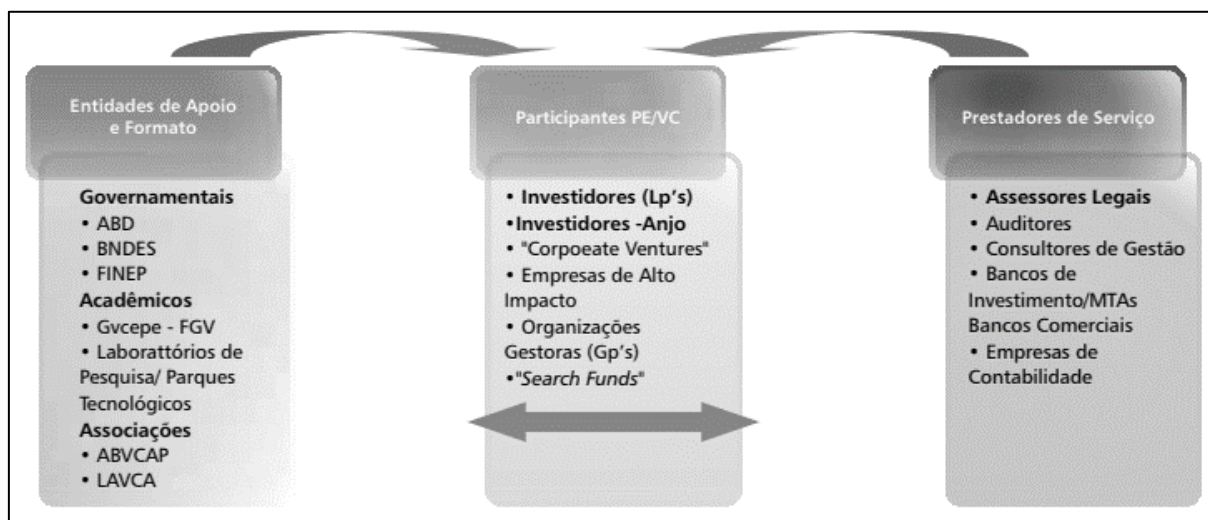 Entidades de Apoio
e Formato
Governamentais
• ABD
• BNDES
• FINEP
Acadêmicos
• Gvcepe - FGV
• Laborattórios de
Pesquisa/ Parques
Tecnológicos
Associações
• ABVCAP
• LAVCA
Participantes PE/VC
• Investidores (Lp's)
•Investidores -Anjo
• "Corpoeate Ventures"
• Empresas de Alto
Impacto
• Organizações
Gestoras (Gp's)
•"Search Funds"
Prestadores de Serviço
• Assessores Legais
• Auditores
• Consultores de Gestão
• Bancos de
Investimento/MTAs
Bancos Comerciais
• Empresas de
Contabilidade